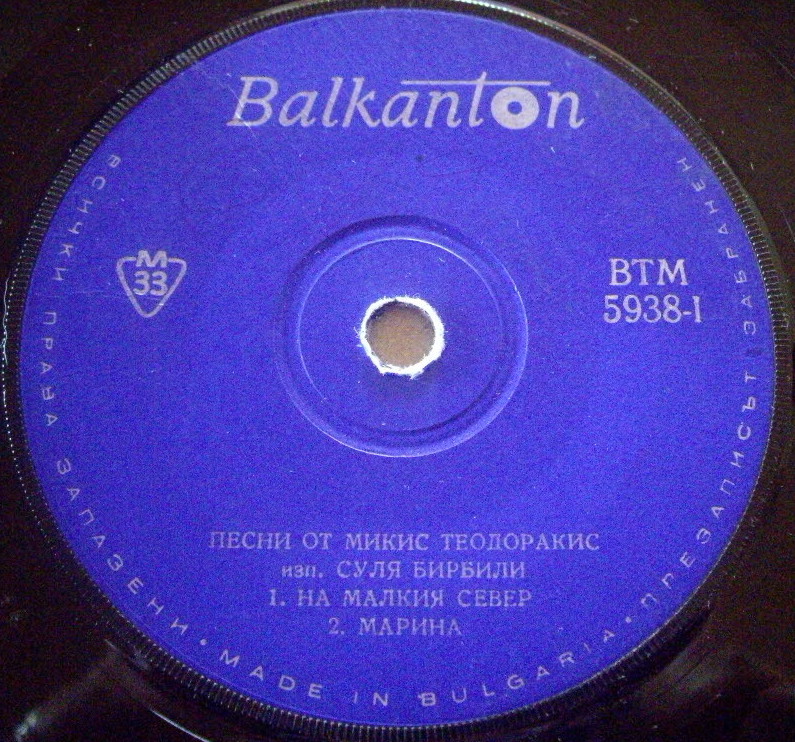 Balkanton
M
33
ВТМ
5938-I
ПЕСНИ ОТ МИКИС ТЕОДОРАКИС
изп. СУЛЯ БИРБИЛИ
1. НА МАЛКИЯ СЕВЕР
2. МАРИНА
ВСИЧКИ ПРАВА ЗАПАЗЕНИ • MADE IN BULGARIA • ПРЕЗАПИСЪТ ЗАБРАНЕН